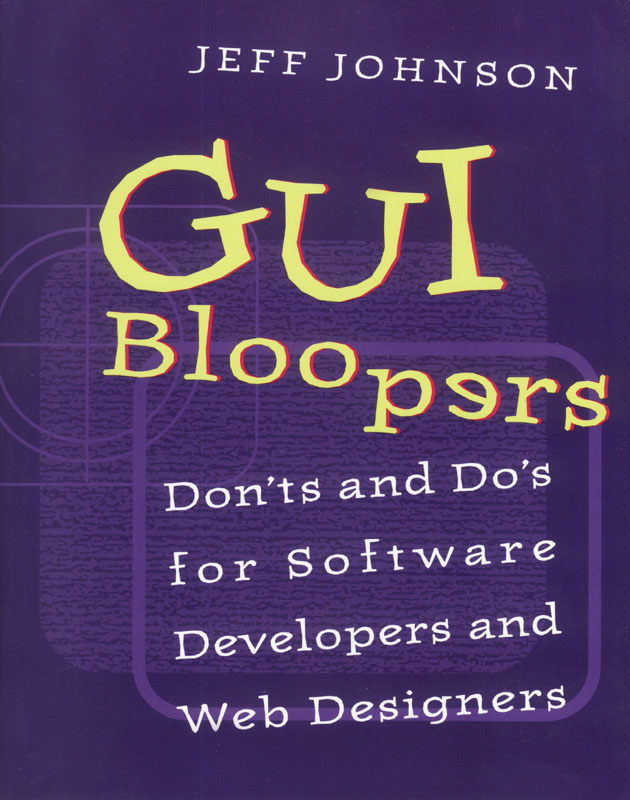 JEFF JOHNSON
GUI
Bloopers
Don'ts and Do's
for Software
Developers and
Web Designers